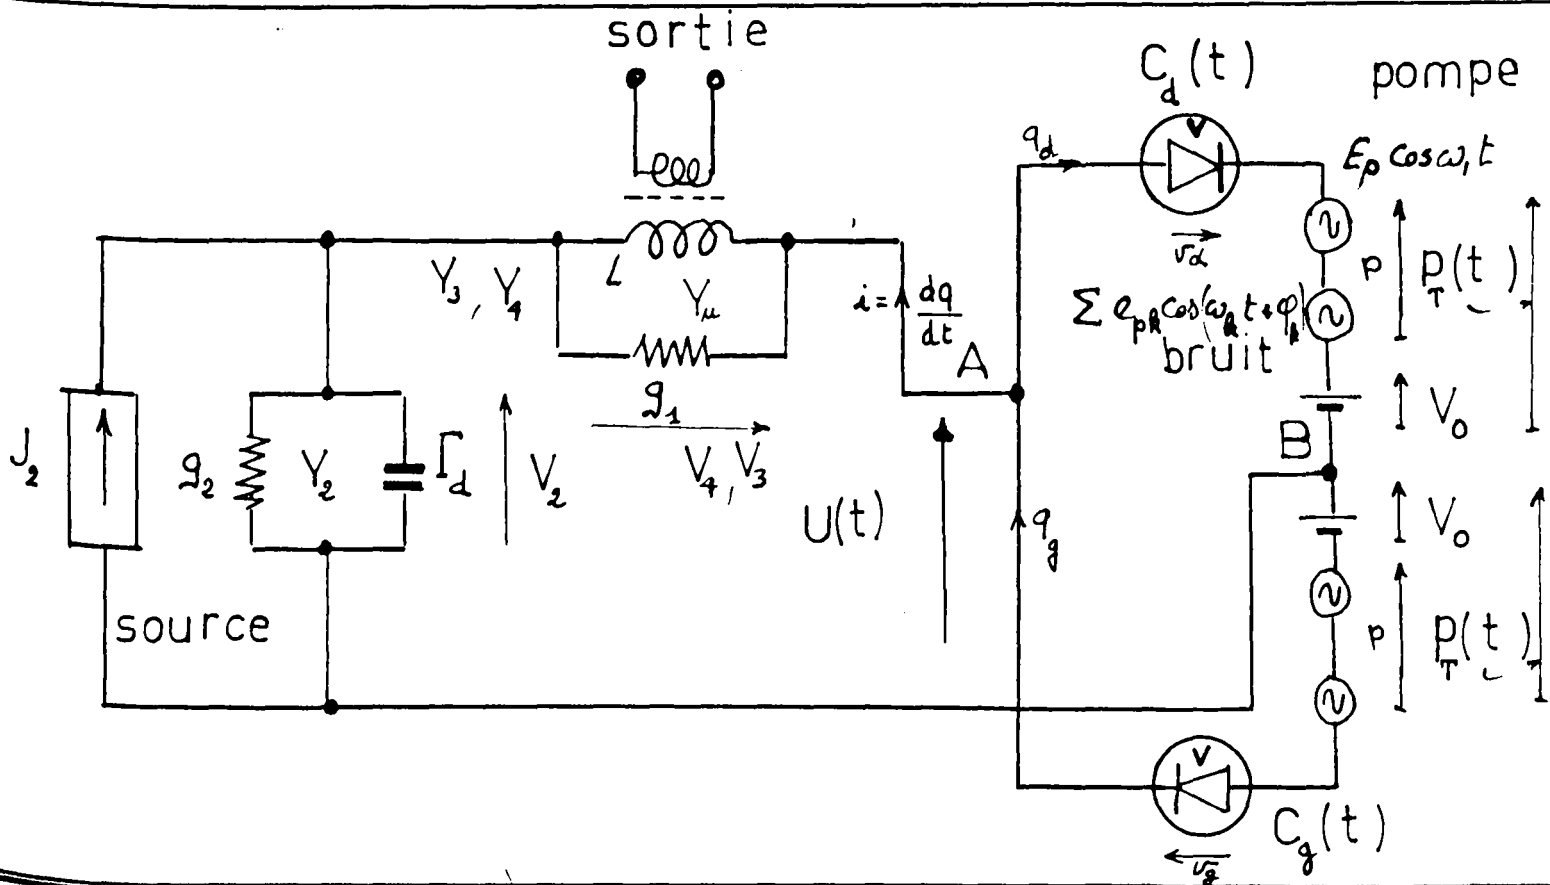 sortie
C_d(t)
pompe
q_d
E_p cos ω₁ t
v_d
p
p_T(t)
Y_3, Y_4
L
Y_μ
i = dq/dt
Σ e_pk cos(ω_k t + φ_k)
bruit
A
g_1
V_0
B
J_2
g_2
Y_2
Γ_d
V_2
V_4, V_3
U(t)
q_g
V_0
source
p
p_T(t)
C_g(t)
v_g